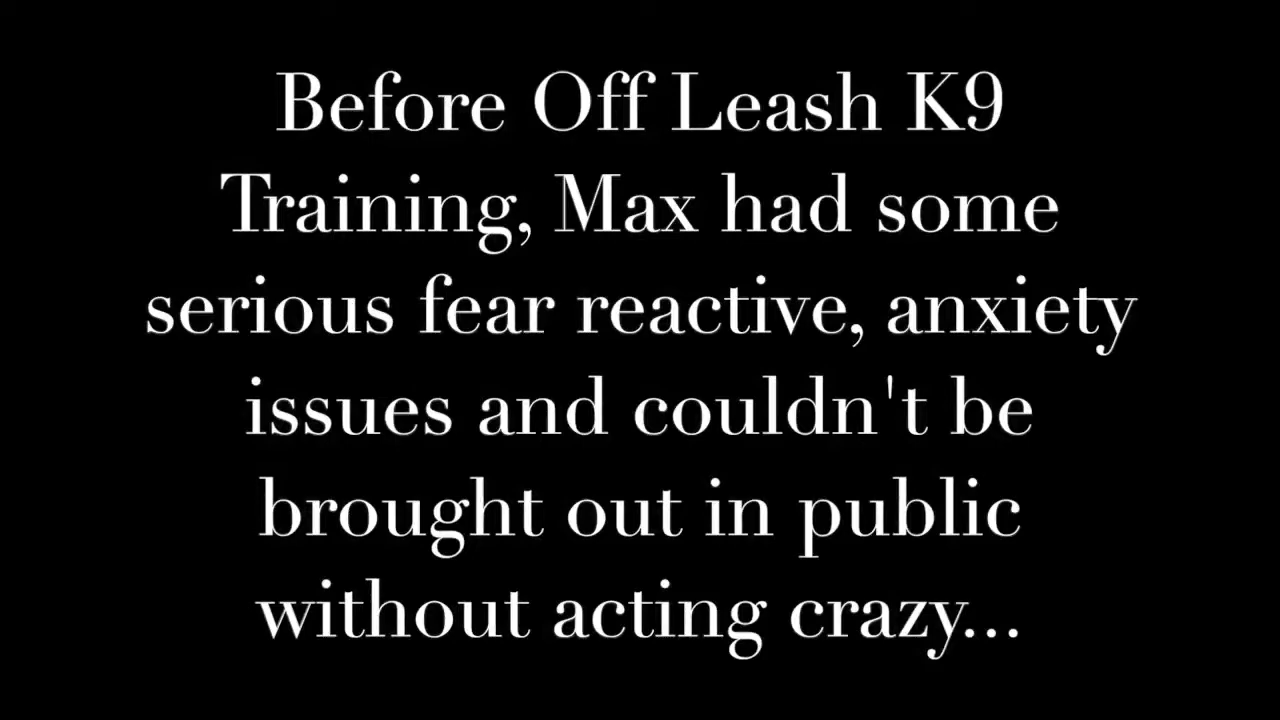 Before Off Leash K9
Training, Max had some
serious fear reactive, anxiety
issues and couldn't be
brought out in public
without acting crazy...